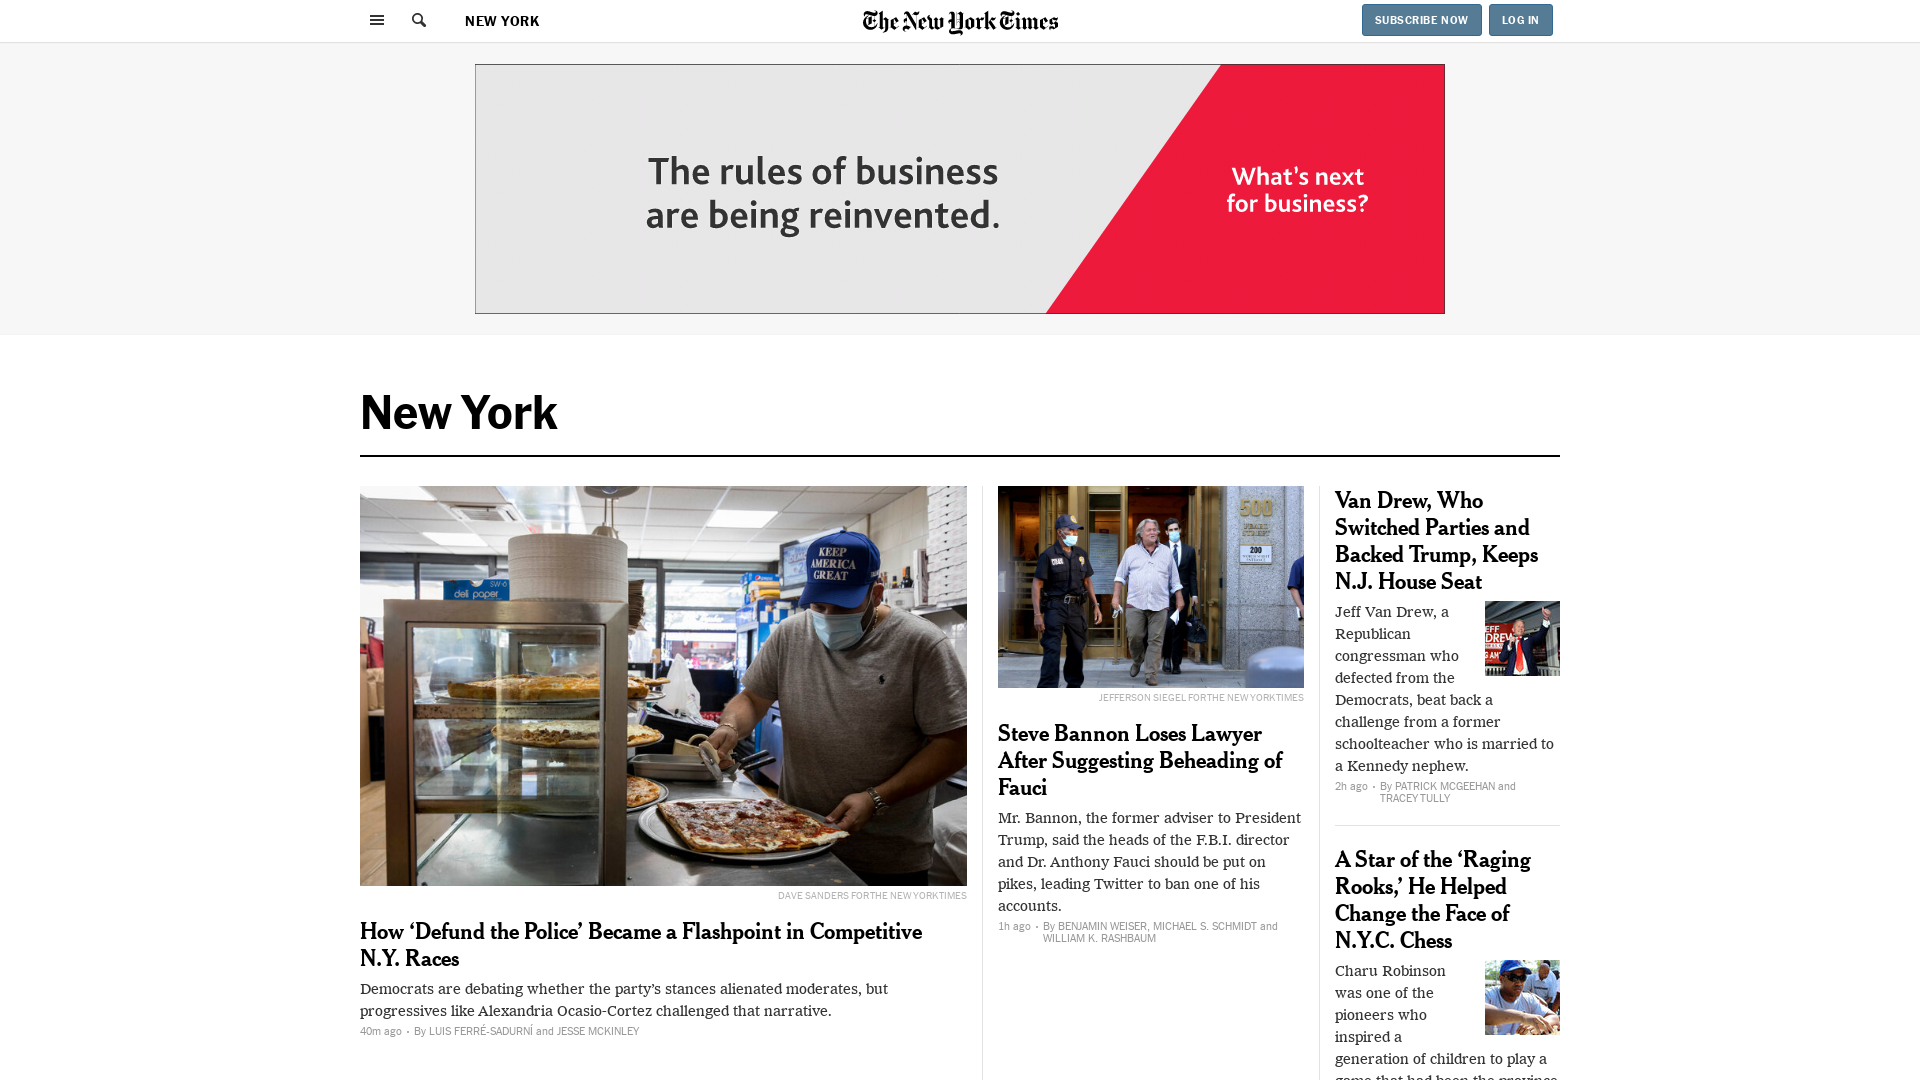 NEW YORK
The New York Times
SUBSCRIBE NOW
LOG IN
The rules of business
are being reinvented.
What's next
for business?
New York
KEEP
AMERICA
GREAT
deli paper
SW-6
DAVE SANDERS FOR THE NEW YORK TIMES
How ‘Defund the Police’ Became a Flashpoint in Competitive
N.Y. Races
Democrats are debating whether the party’s stances alienated moderates, but
progressives like Alexandria Ocasio-Cortez challenged that narrative.
40m ago • By LUIS FERRÉ-SADURNÍ and JESSE MCKINLEY
500
PEARL
STREET
200
JEFFERSON SIEGEL FOR THE NEW YORK TIMES
Steve Bannon Loses Lawyer
After Suggesting Beheading of
Fauci
Mr. Bannon, the former adviser to President
Trump, said the heads of the F.B.I. director
and Dr. Anthony Fauci should be put on
pikes, leading Twitter to ban one of his
accounts.
1h ago • By BENJAMIN WEISER, MICHAEL S. SCHMIDT and
WILLIAM K. RASHBAUM
Van Drew, Who
Switched Parties and
Backed Trump, Keeps
N.J. House Seat
Jeff Van Drew, a
Republican
congressman who
defected from the
Democrats, beat back a
challenge from a former
schoolteacher who is married to
a Kennedy nephew.
2h ago • By PATRICK MCGEEHAN and
TRACEY TULLY
A Star of the ‘Raging
Rooks,’ He Helped
Change the Face of
N.Y.C. Chess
Charu Robinson
was one of the
pioneers who
inspired a
generation of children to play a
game that had been the province